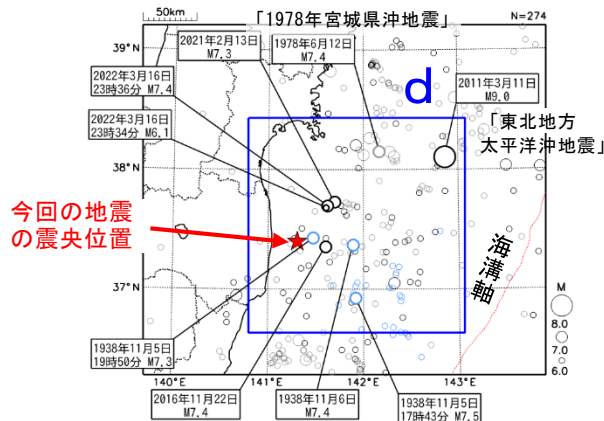 50km
「1978年宮城県沖地震」
N=274
39°N
38°N
37°N
2021年2月13日
M7.3
1978年6月12日
M7.4
2022年3月16日
23時36分 M7.4
2022年3月16日
23時34分 M6.1
d
2011年3月11日
M9.0
「東北地方
太平洋沖地震」
今回の地震
の震央位置
海溝軸
M
8.0
7.0
6.0
1938年11月5日
19時50分 M7.3
140°E
141°E
142°E
143°E
2016年11月22日
M7.4
1938年11月6日
M7.4
1938年11月5日
17時43分 M7.5